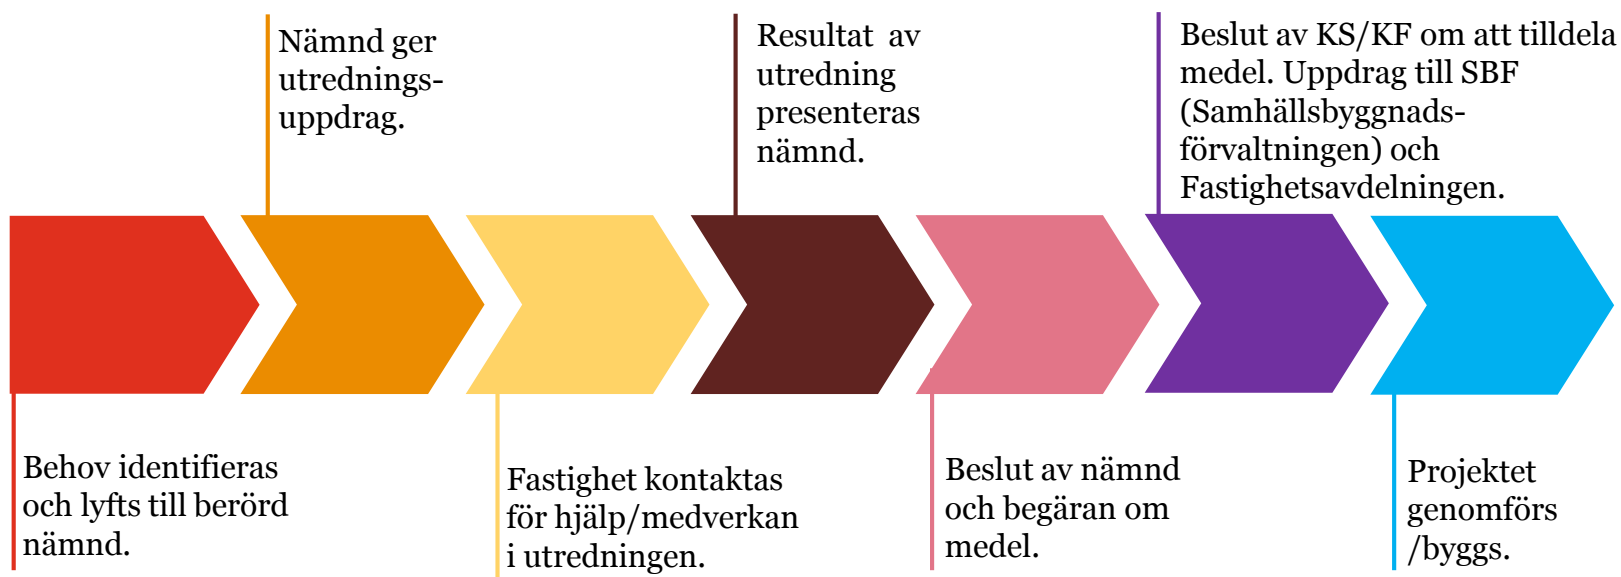 Behov identifieras
och lyfts till berörd
nämnd.
Nämnd ger
utrednings-
uppdrag.
Fastighet kontaktas
för hjälp/medverkan
i utredningen.
Resultat av
utredning
presenteras
nämnd.
Beslut av nämnd
och begäran om
medel.
Beslut av KS/KF om att tilldela
medel. Uppdrag till SBF
(Samhällsbyggnads-
förvaltningen) och
Fastighetsavdelningen.
Projektet
genomförs
/byggs.